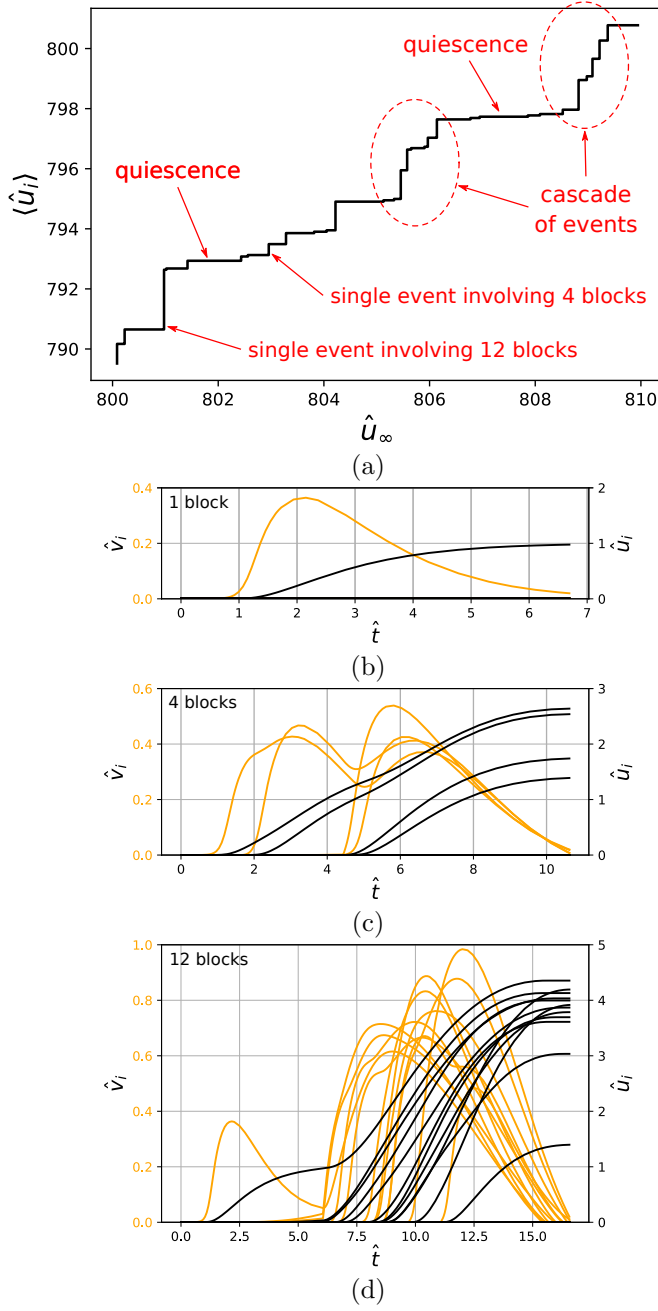 800
798
796
794
792
790
⟨û_i⟩
quiescence
quiescence
cascade
of events
single event involving 4 blocks
single event involving 12 blocks
800 802 804 806 808 810
û_∞
(a)
1 block
0.4 2
0.2 1
0.0 0
v̂_i û_i
0 1 2 3 4 5 6 7
t̂
(b)
4 blocks
0.6 3
0.4 2
0.2 1
0.0 0
v̂_i û_i
0 2 4 6 8 10
t̂
(c)
12 blocks
1.0 5
0.8 4
0.6 3
0.4 2
0.2 1
0.0 0
v̂_i û_i
0.0 2.5 5.0 7.5 10.0 12.5 15.0
t̂
(d)